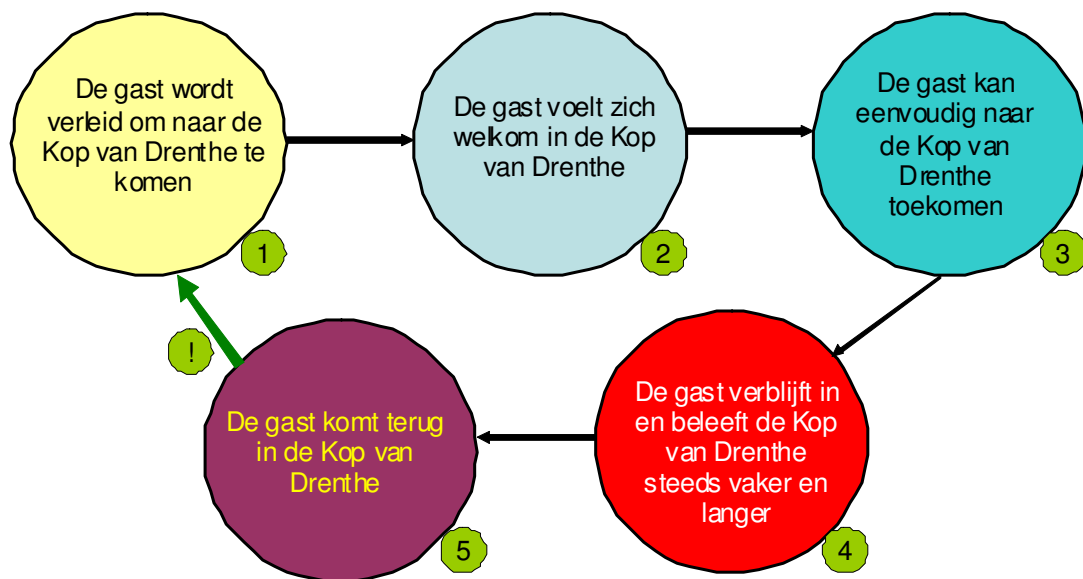 De gast wordt
verleid om naar de
Kop van Drenthe te
komen
1
De gast voelt zich
welkom in de Kop
van Drenthe
2
De gast kan
eenvoudig naar
de Kop van
Drenthe
toekomen
3
De gast verblijft in
en beleeft de Kop
van Drenthe
steeds vaker en
langer
4
De gast komt terug
in de Kop van
Drenthe
5
!